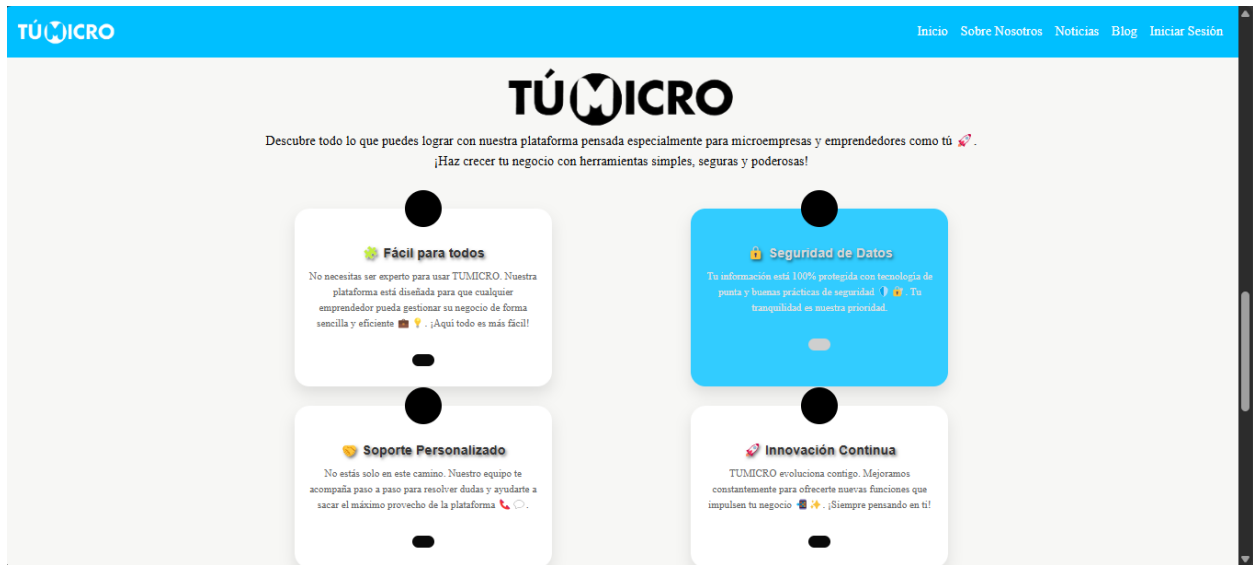 TÚMICRO
Inicio Sobre Nosotros Noticias Blog Iniciar Sesión
TÚMICRO
Descubre todo lo que puedes lograr con nuestra plataforma pensada especialmente para microempresas y emprendedores como tú 🚀 .
¡Haz crecer tu negocio con herramientas simples, seguras y poderosas!
🧩 Fácil para todos
No necesitas ser experto para usar TUMICRO. Nuestra
plataforma está diseñada para que cualquier
emprendedor pueda gestionar su negocio de forma
sencilla y eficiente 💼 💡 . ¡Aquí todo es más fácil!
🔒 Seguridad de Datos
Tu información está 100% protegida con tecnología de
punta y buenas prácticas de seguridad 🛡️ 🔐 . Tu
tranquilidad es nuestra prioridad.
🤝 Soporte Personalizado
No estás solo en este camino. Nuestro equipo te
acompaña paso a paso para resolver dudas y ayudarte a
sacar el máximo provecho de la plataforma 📞 💬 .
🚀 Innovación Continua
TUMICRO evoluciona contigo. Mejoramos
constantemente para ofrecerte nuevas funciones que
impulsen tu negocio 📲 ✨ . ¡Siempre pensando en ti!